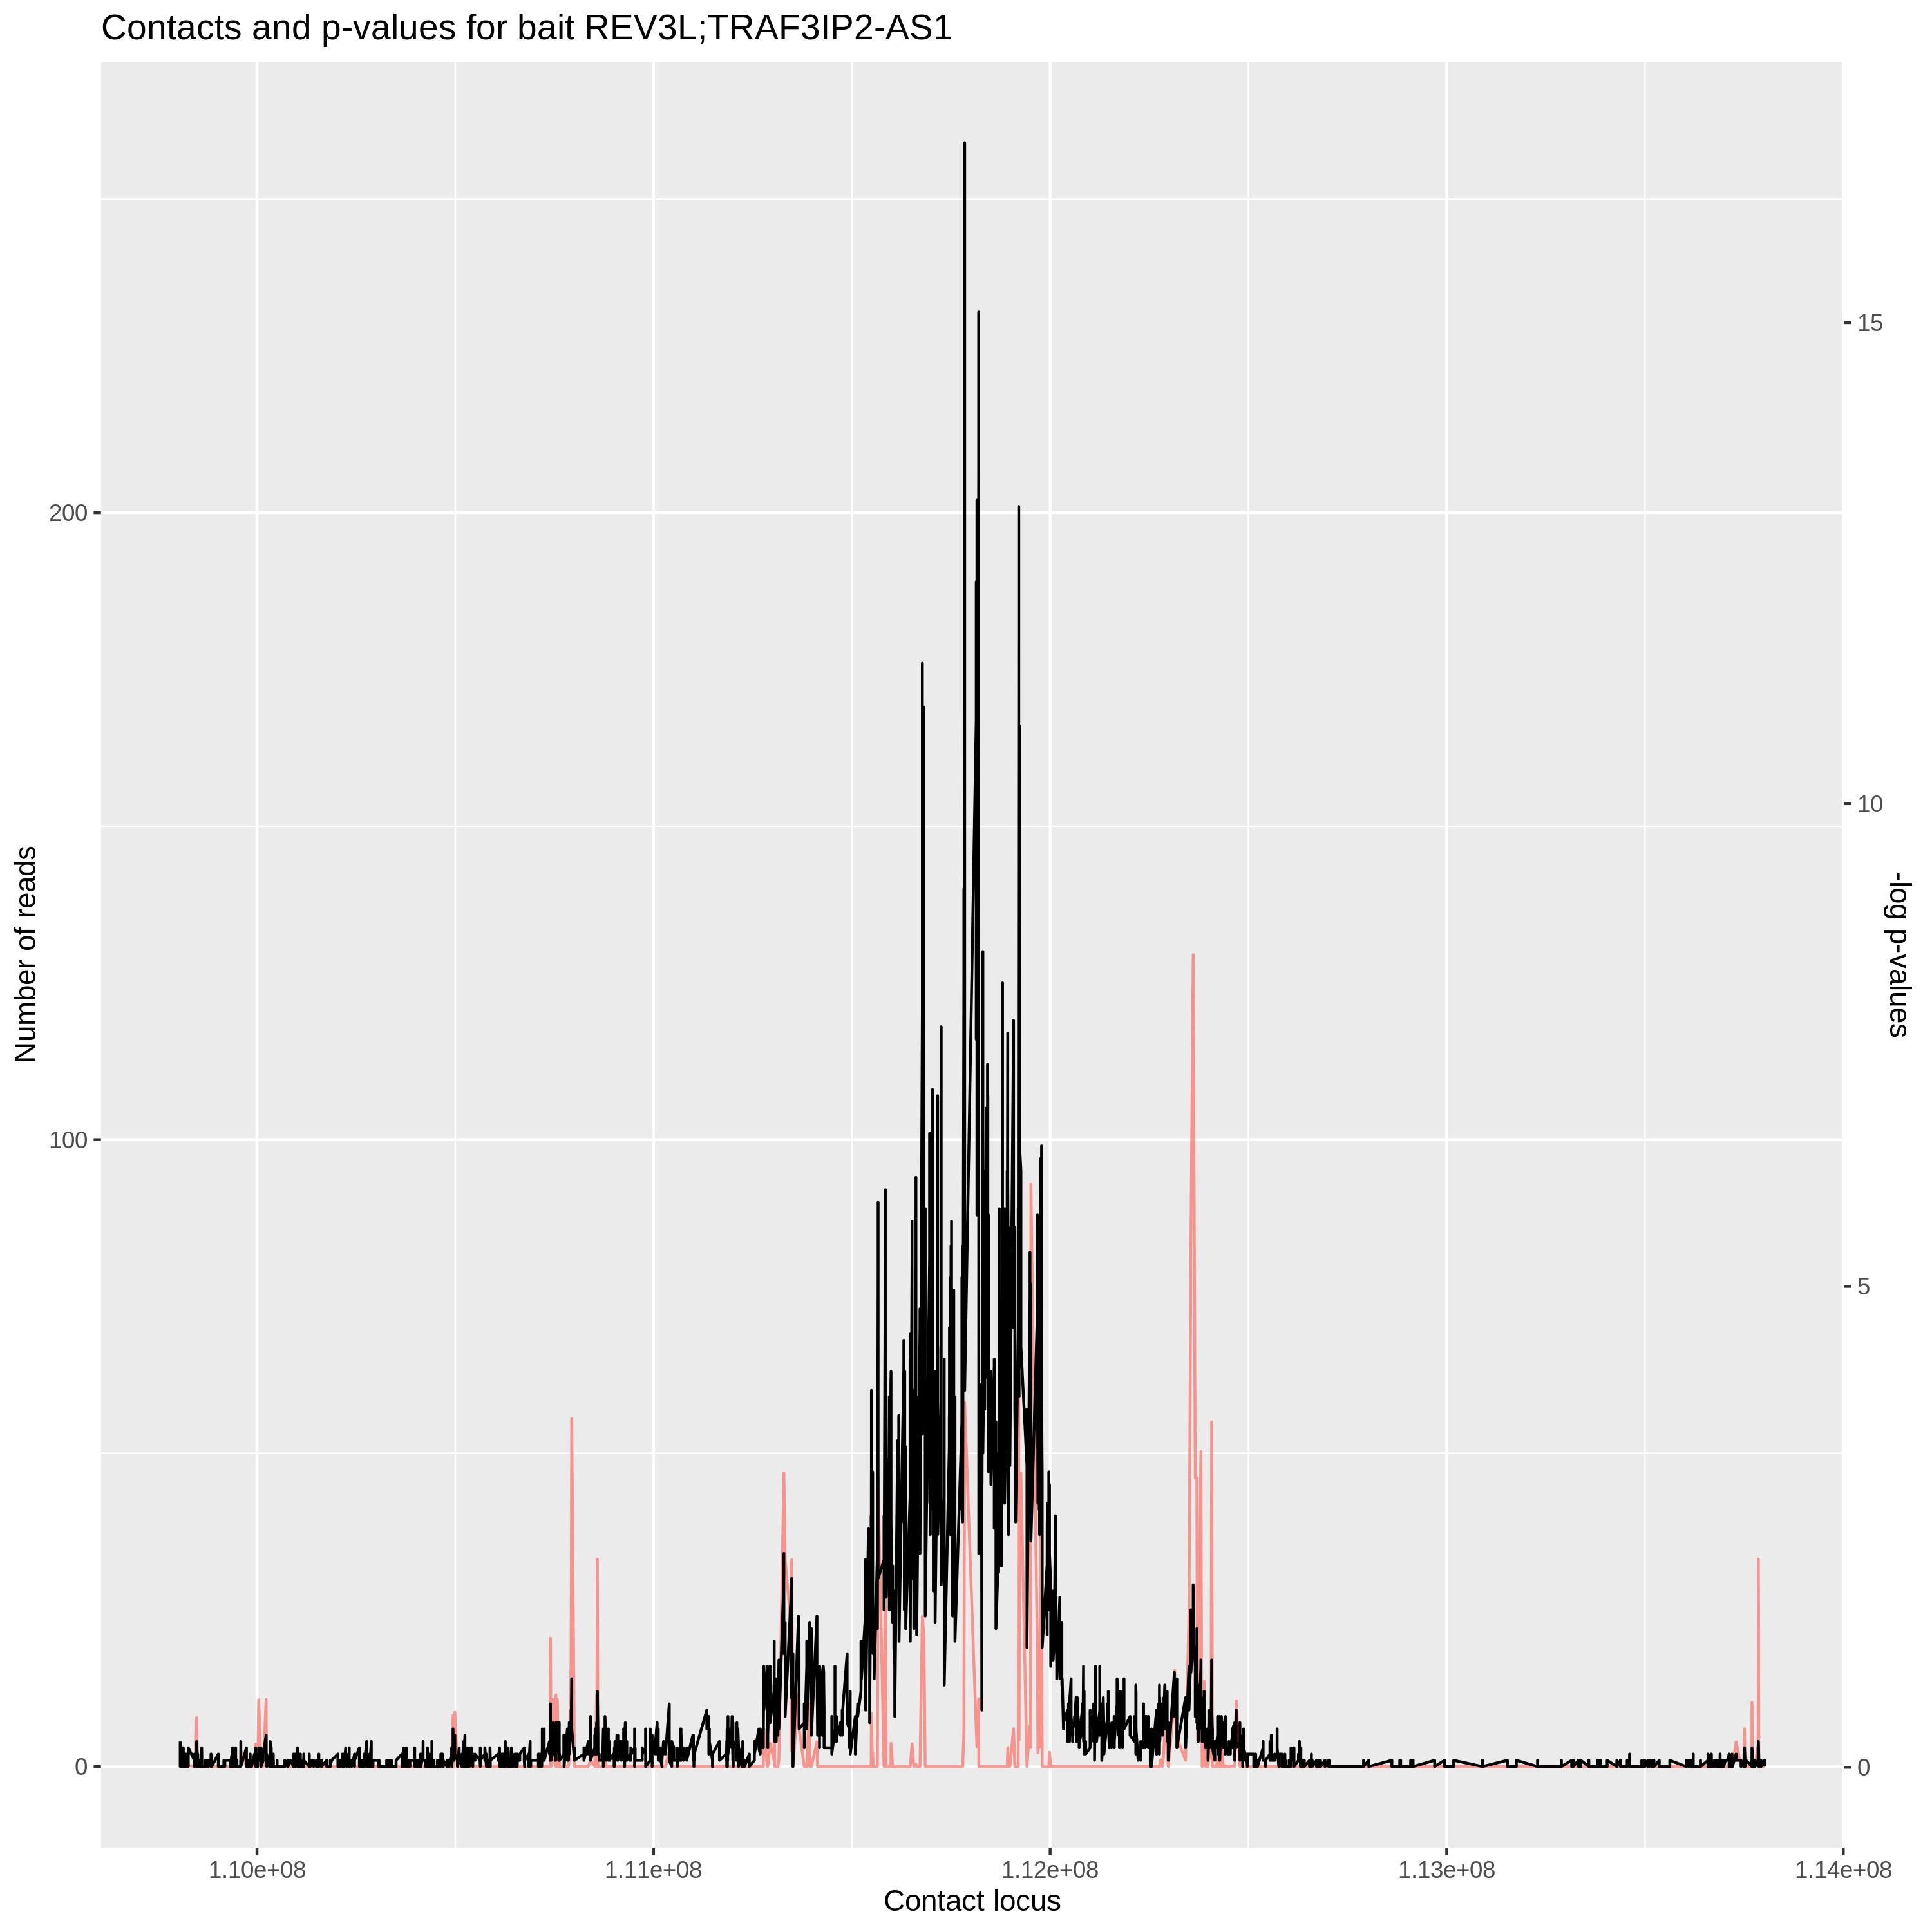 Contacts and p-values for bait REV3L;TRAF3IP2-AS1
Number of reads
200
100
0
15
10
5
0
-log p-values
1.10e+08 1.11e+08 1.12e+08 1.13e+08 1.14e+08
Contact locus